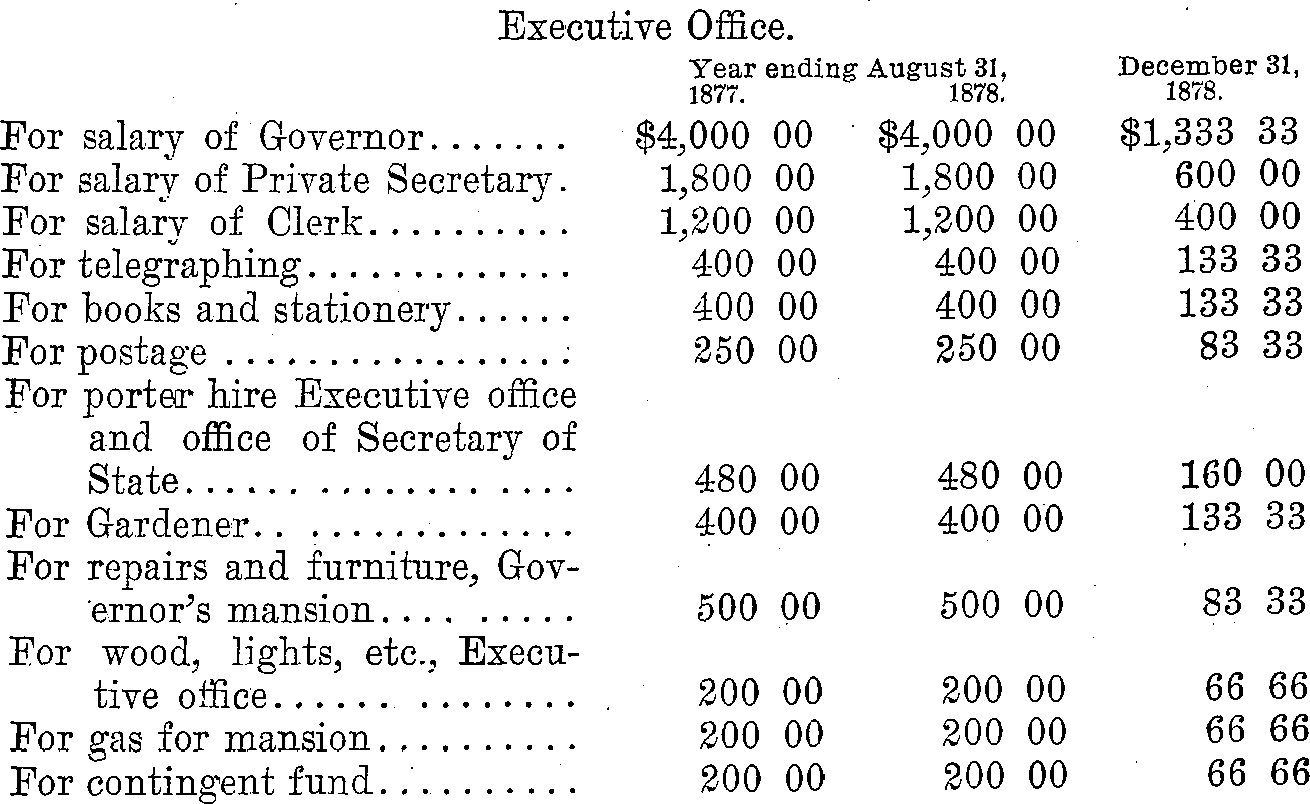 Executive Office.
Year ending August 31, December 31,
1877. 1878. 1878.
For salary of Governor....... $4,000 00 $4,000 00 $1,333 33
For salary of Private Secretary. 1,800 00 1,800 00 600 00
For salary of Clerk.......... 1,200 00 1,200 00 400 00
For telegraphing............. 400 00 400 00 133 33
For books and stationery...... 400 00 400 00 133 33
For postage ................. 250 00 250 00 83 33
For porter hire Executive office
and office of Secretary of
State...... ........ .... 480 00 480 00 160 00
For Gardener.. ............. 400 00 400 00 133 33
For repairs and furniture, Gov-
ernor's mansion.... ..... 500 00 500 00 83 33
For wood, lights, etc., Execu-
tive office...... ........ 200 00 200 00 66 66
For gas for mansion.......... 200 00 200 00 66 66
For contingent fund.......... 200 00 200 00 66 66